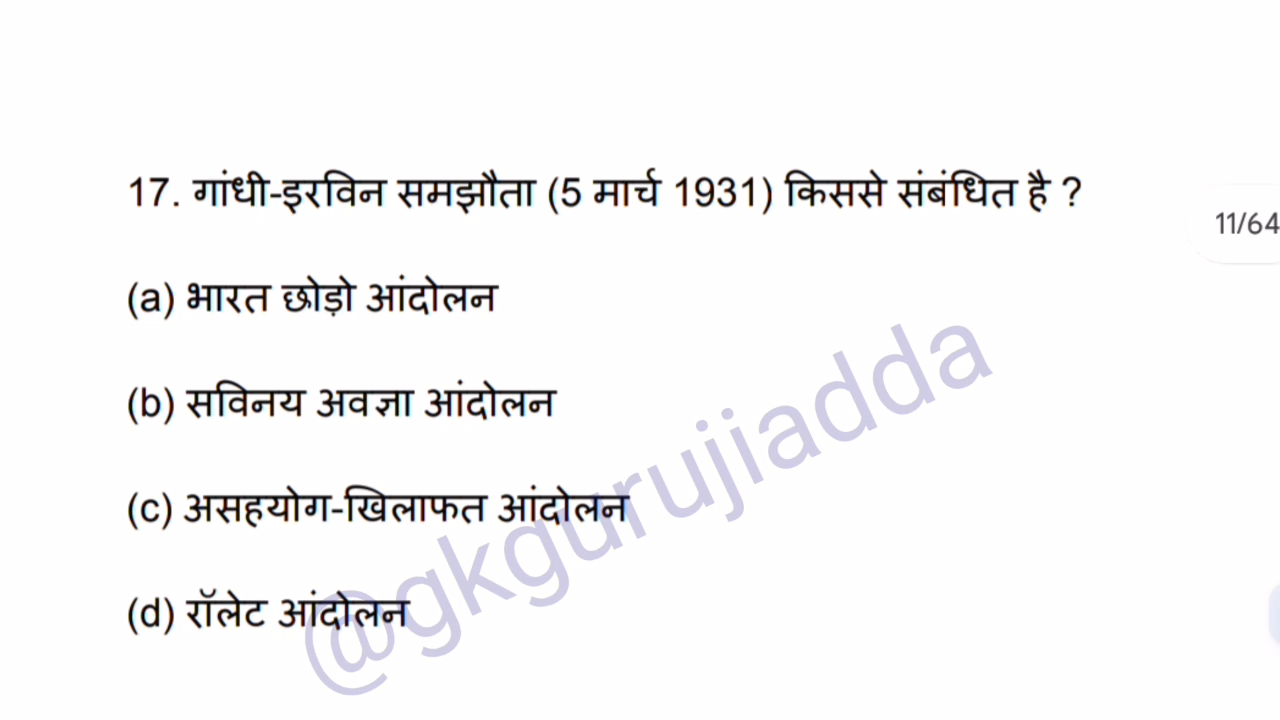 17. गांधी-इरविन समझौता (5 मार्च 1931) किससे संबंधित है ?
11/64
(a) भारत छोड़ो आंदोलन
(b) सविनय अवज्ञा आंदोलन
(c) असहयोग-खिलाफत आंदोलन
(d) रॉलेट आंदोलन
@gkgurujiadda